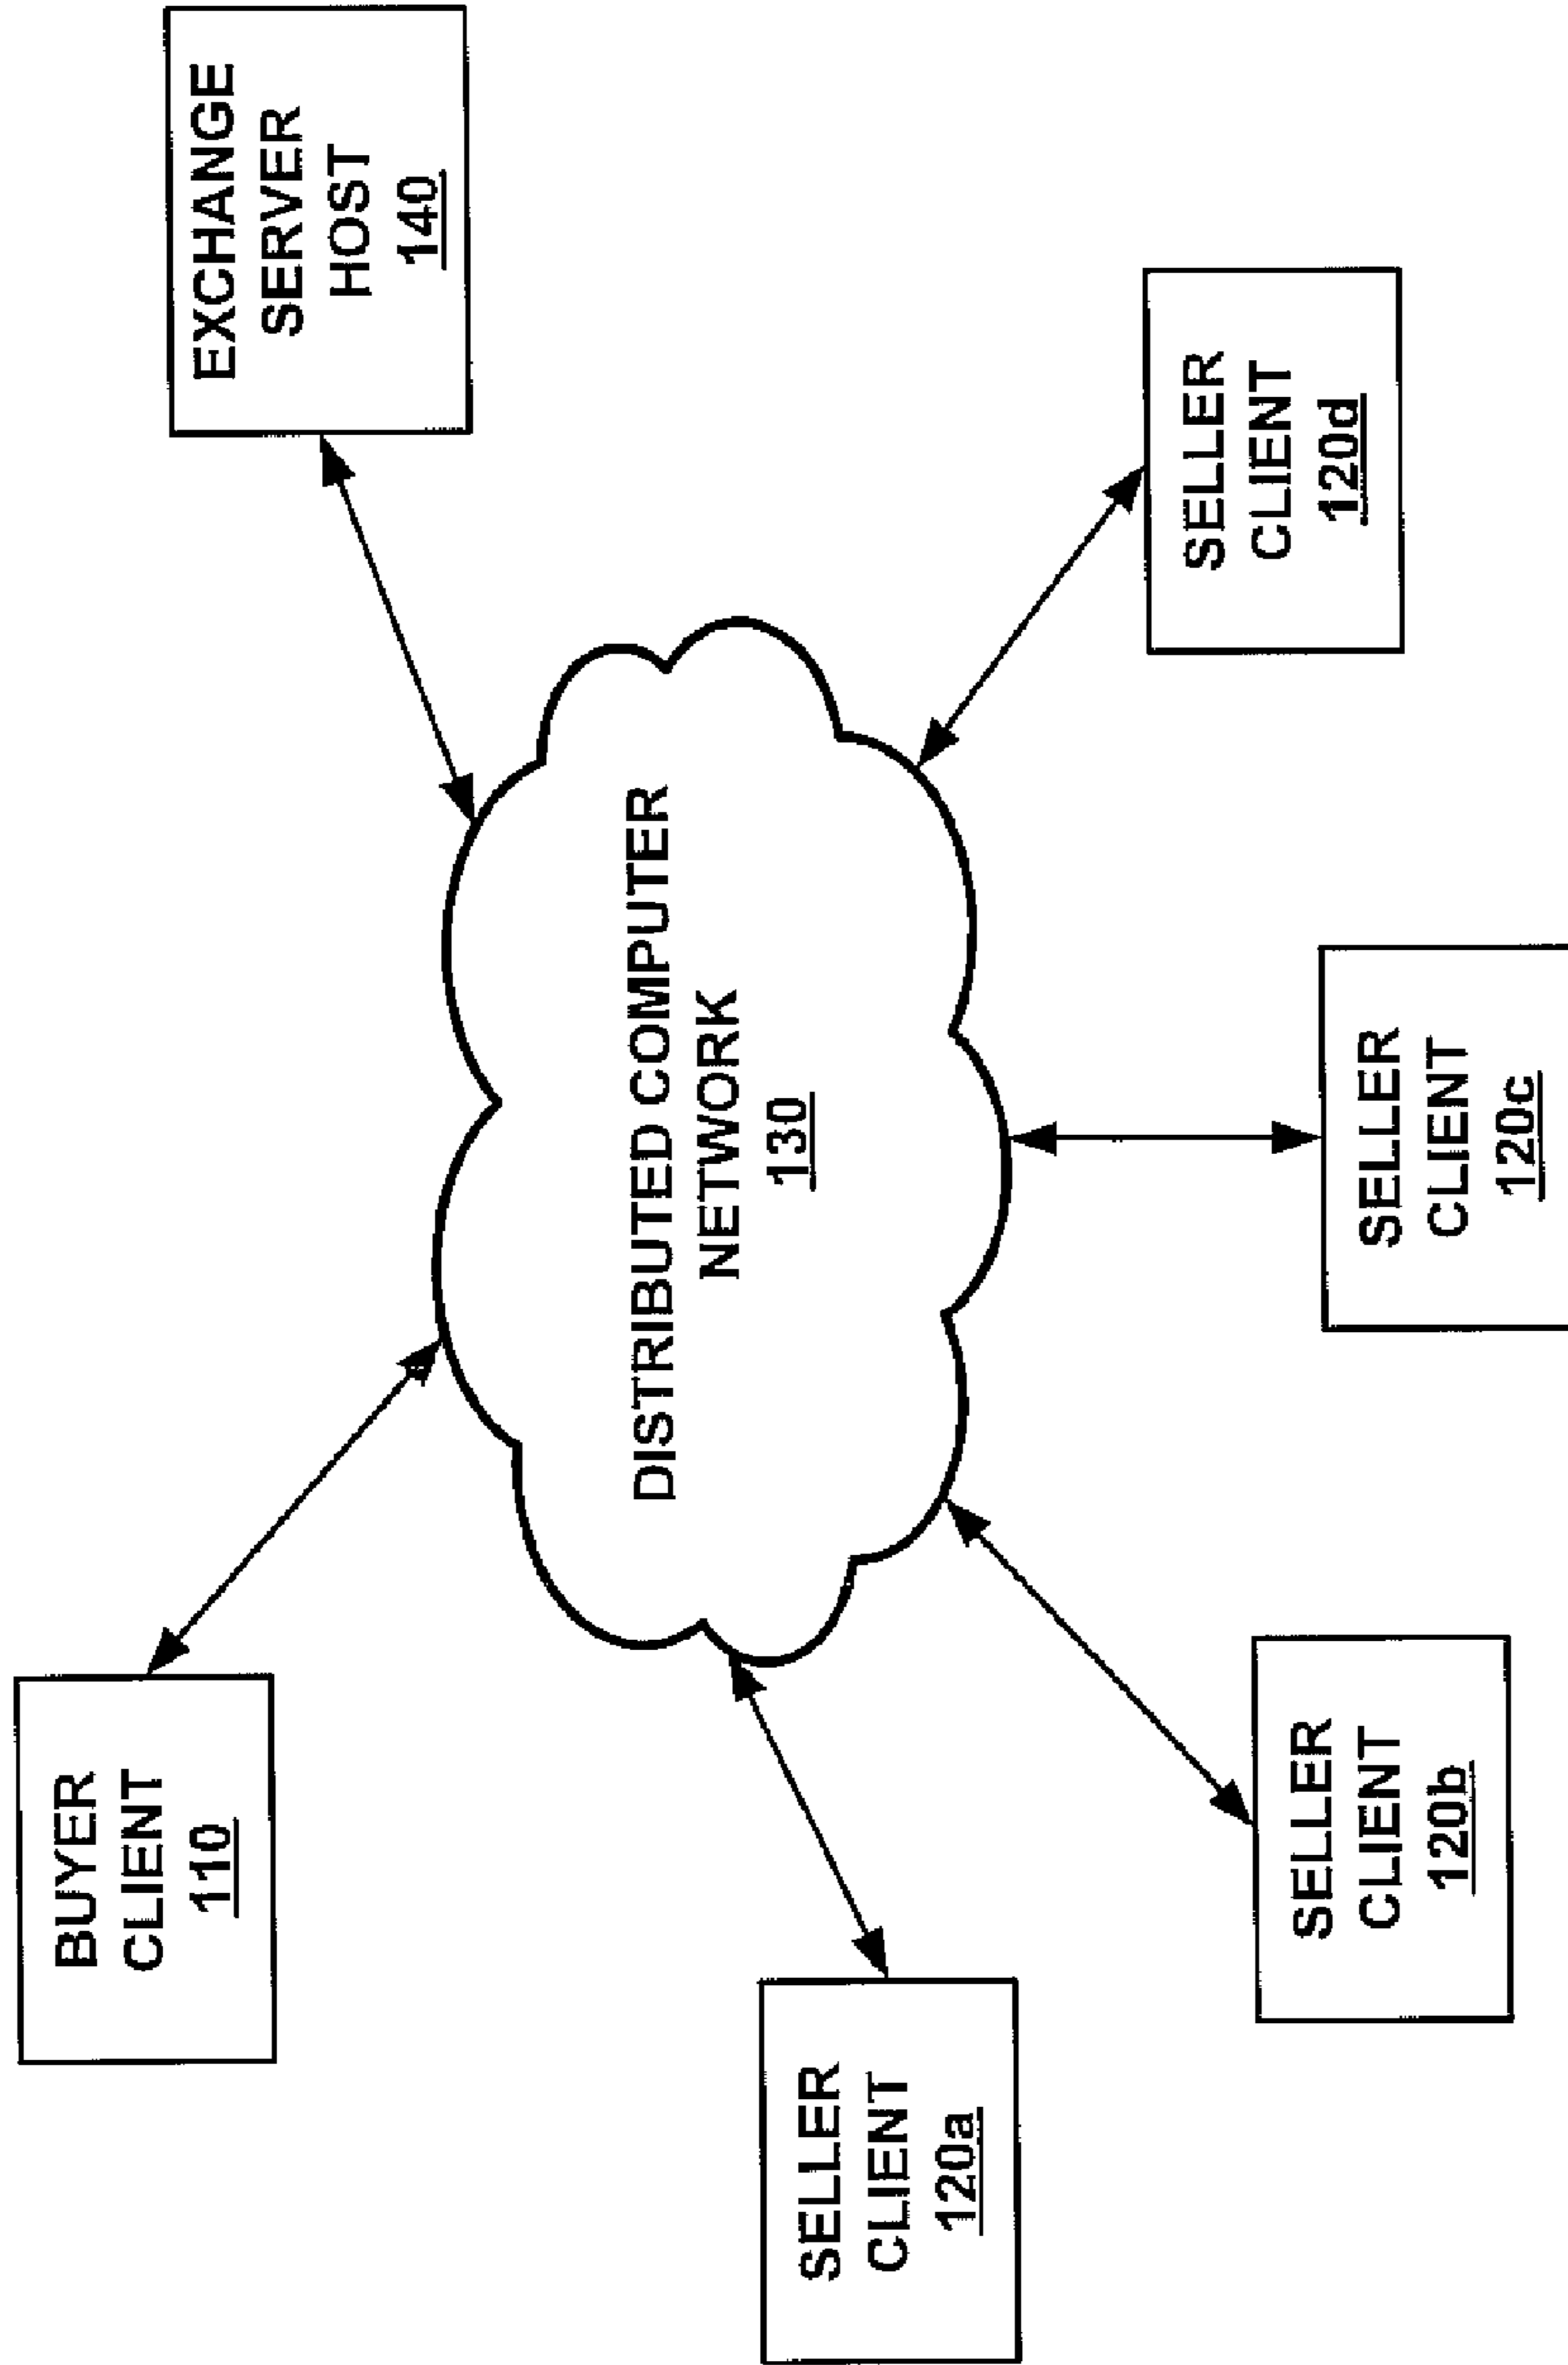 BUYER
CLIENT
110
EXCHANGE
SERVER
HOST
140
DISTRIBUTED COMPUTER
NETWORK
130
SELLER
CLIENT
120a
SELLER
CLIENT
120b
SELLER
CLIENT
120c
SELLER
CLIENT
120d